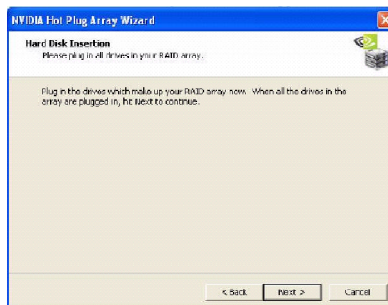 NVIDIA Hot Plug Array Wizard
Hard Disk Insertion
Please plug in all drives in your RAID array.
Plug in the drives which make up your RAID array now. When all the drives in the
array are plugged in, hit Next to continue.
< Back
Next >
Cancel